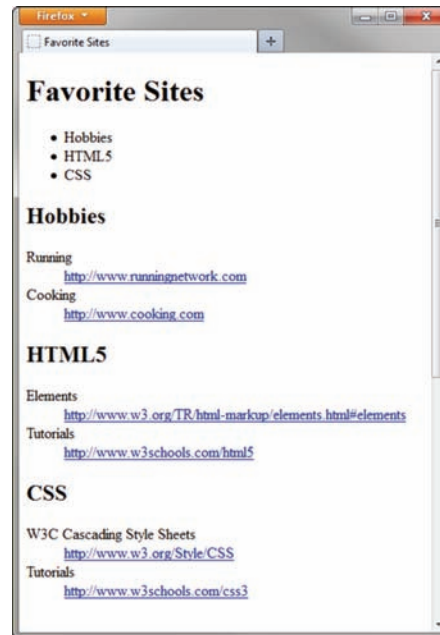 Firefox
Favorite Sites
Favorite Sites
Hobbies
HTML5
CSS
Hobbies
Running
http://www.runningnetwork.com
Cooking
http://www.cooking.com
HTML5
Elements
http://www.w3.org/TR/html-markup/elements.html#elements
Tutorials
http://www.w3schools.com/html5
CSS
W3C Cascading Style Sheets
http://www.w3.org/Style/CSS
Tutorials
http://www.w3schools.com/css3